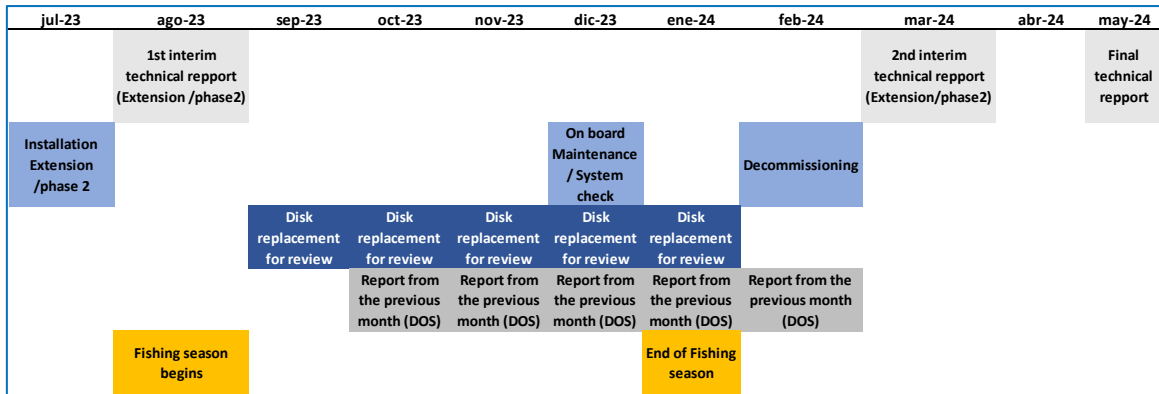 jul-23 ago-23 sep-23 oct-23 nov-23 dic-23 ene-24 feb-24 mar-24 abr-24 may-24
1st interim
technical repport
(Extension /phase2)
2nd interim
technical repport
(Extension/phase2)
Final
technical
repport
Installation
Extension
/phase 2
On board
Maintenance
/ System
check
Decommissioning
Disk
replacement
for review
Disk
replacement
for review
Disk
replacement
for review
Disk
replacement
for review
Disk
replacement
for review
Report from
the previous
month (DOS)
Report from
the previous
month (DOS)
Report from
the previous
month (DOS)
Report from
the previous
month (DOS)
Report from the
previous month
(DOS)
Fishing season
begins
End of Fishing
season